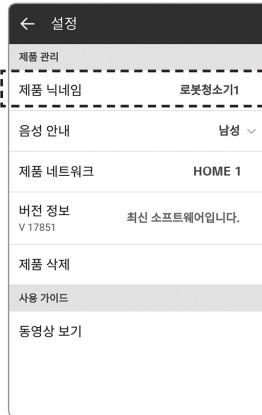 ← 설정
제품 관리
제품 닉네임 로봇청소기1
음성 안내 남성
제품 네트워크 HOME 1
버전 정보 최신 소프트웨어입니다.
V 17851
제품 삭제
사용 가이드
동영상 보기